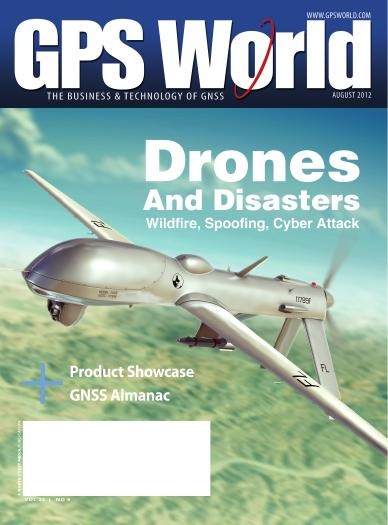 WWW.GPSWORLD.COM
GPS World
THE BUSINESS & TECHNOLOGY OF GNSS
AUGUST 2012
Drones
And Disasters
Wildfire, Spoofing, Cyber Attack
11789F
FL
FL
Product Showcase
GNSS Almanac